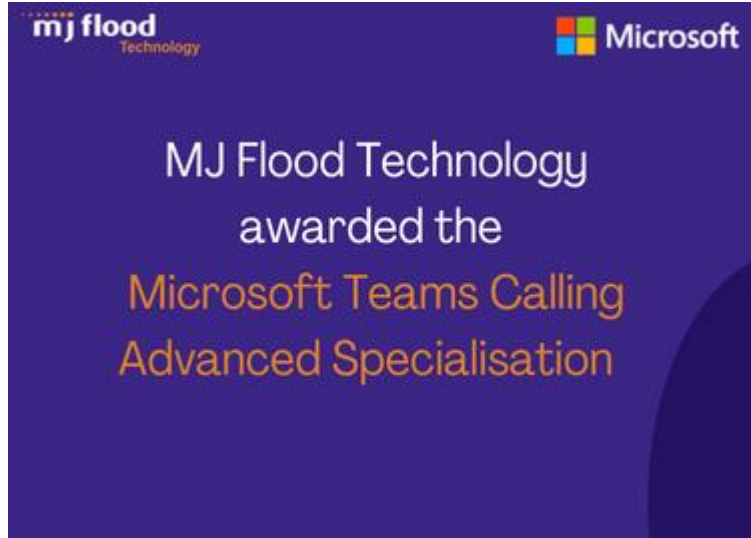 mj flood
Technology
Microsoft
MJ Flood Technology
awarded the
Microsoft Teams Calling
Advanced Specialisation